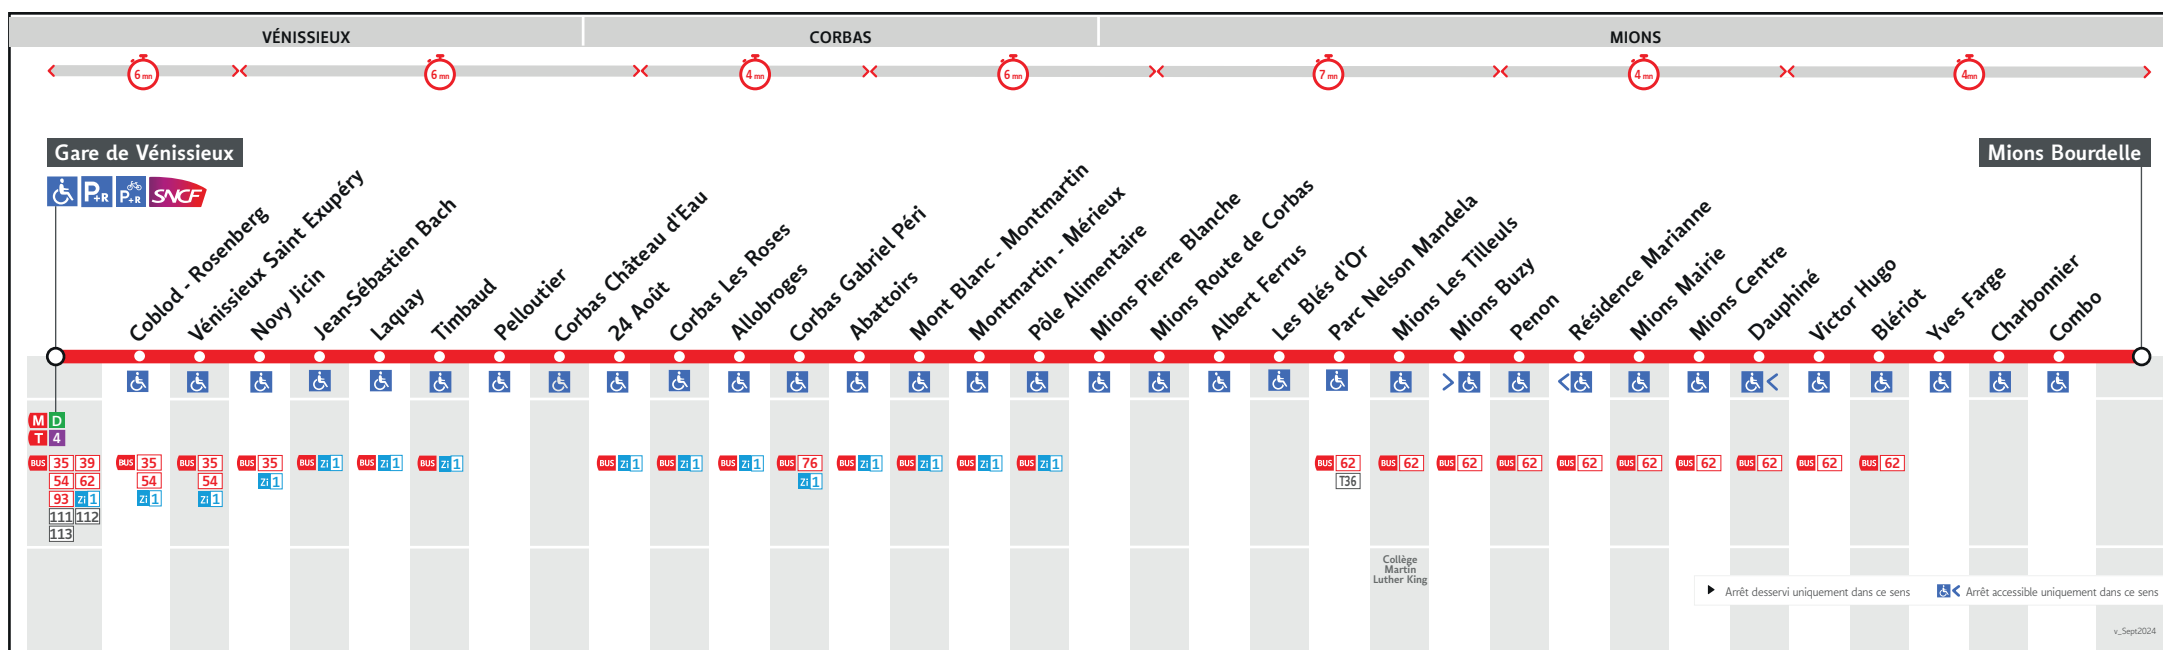 VÉNISSIEUX
CORBAS
MIONS
6 mn
6 mn
4 mn
6 mn
7 mn
4 mn
4mn
Gare de Vénissieux
Mions Bourdelle
P+R
P+R
SNCF
Coblod - Rosenberg
Vénissieux Saint Exupéry
Novy Jicin
Jean-Sébastien Bach
Laquay
Timbaud
Pelloutier
Corbas Château d'Eau
24 Août
Corbas Les Roses
Allobroges
Corbas Gabriel Péri
Abattoirs
Mont Blanc - Montmartin
Montmartin - Mérieux
Pôle Alimentaire
Mions Pierre Blanche
Mions Route de Corbas
Albert Ferrus
Les Blés d'Or
Parc Nelson Mandela
Mions Les Tilleuls
Mions Buzy
Penon
Résidence Marianne
Mions Mairie
Mions Centre
Dauphiné
Victor Hugo
Blériot
Yves Farge
Charbonnier
Combo
M D
T 4
BUS 35 39
54 62
93 Zi 1
111 112
113
BUS 35
54
Zi 1
BUS 35
54
Zi 1
BUS 35
Zi 1
BUS Zi 1
BUS Zi 1
BUS Zi 1
BUS Zi 1
BUS Zi 1
BUS Zi 1
BUS 76
Zi 1
BUS Zi 1
BUS Zi 1
BUS Zi 1
BUS Zi 1
BUS 62
T36
BUS 62
BUS 62
BUS 62
BUS 62
BUS 62
BUS 62
BUS 62
BUS 62
BUS 62
Collège
Martin
Luther King
Arrêt desservi uniquement dans ce sens
Arrêt accessible uniquement dans ce sens
v_Sept2024